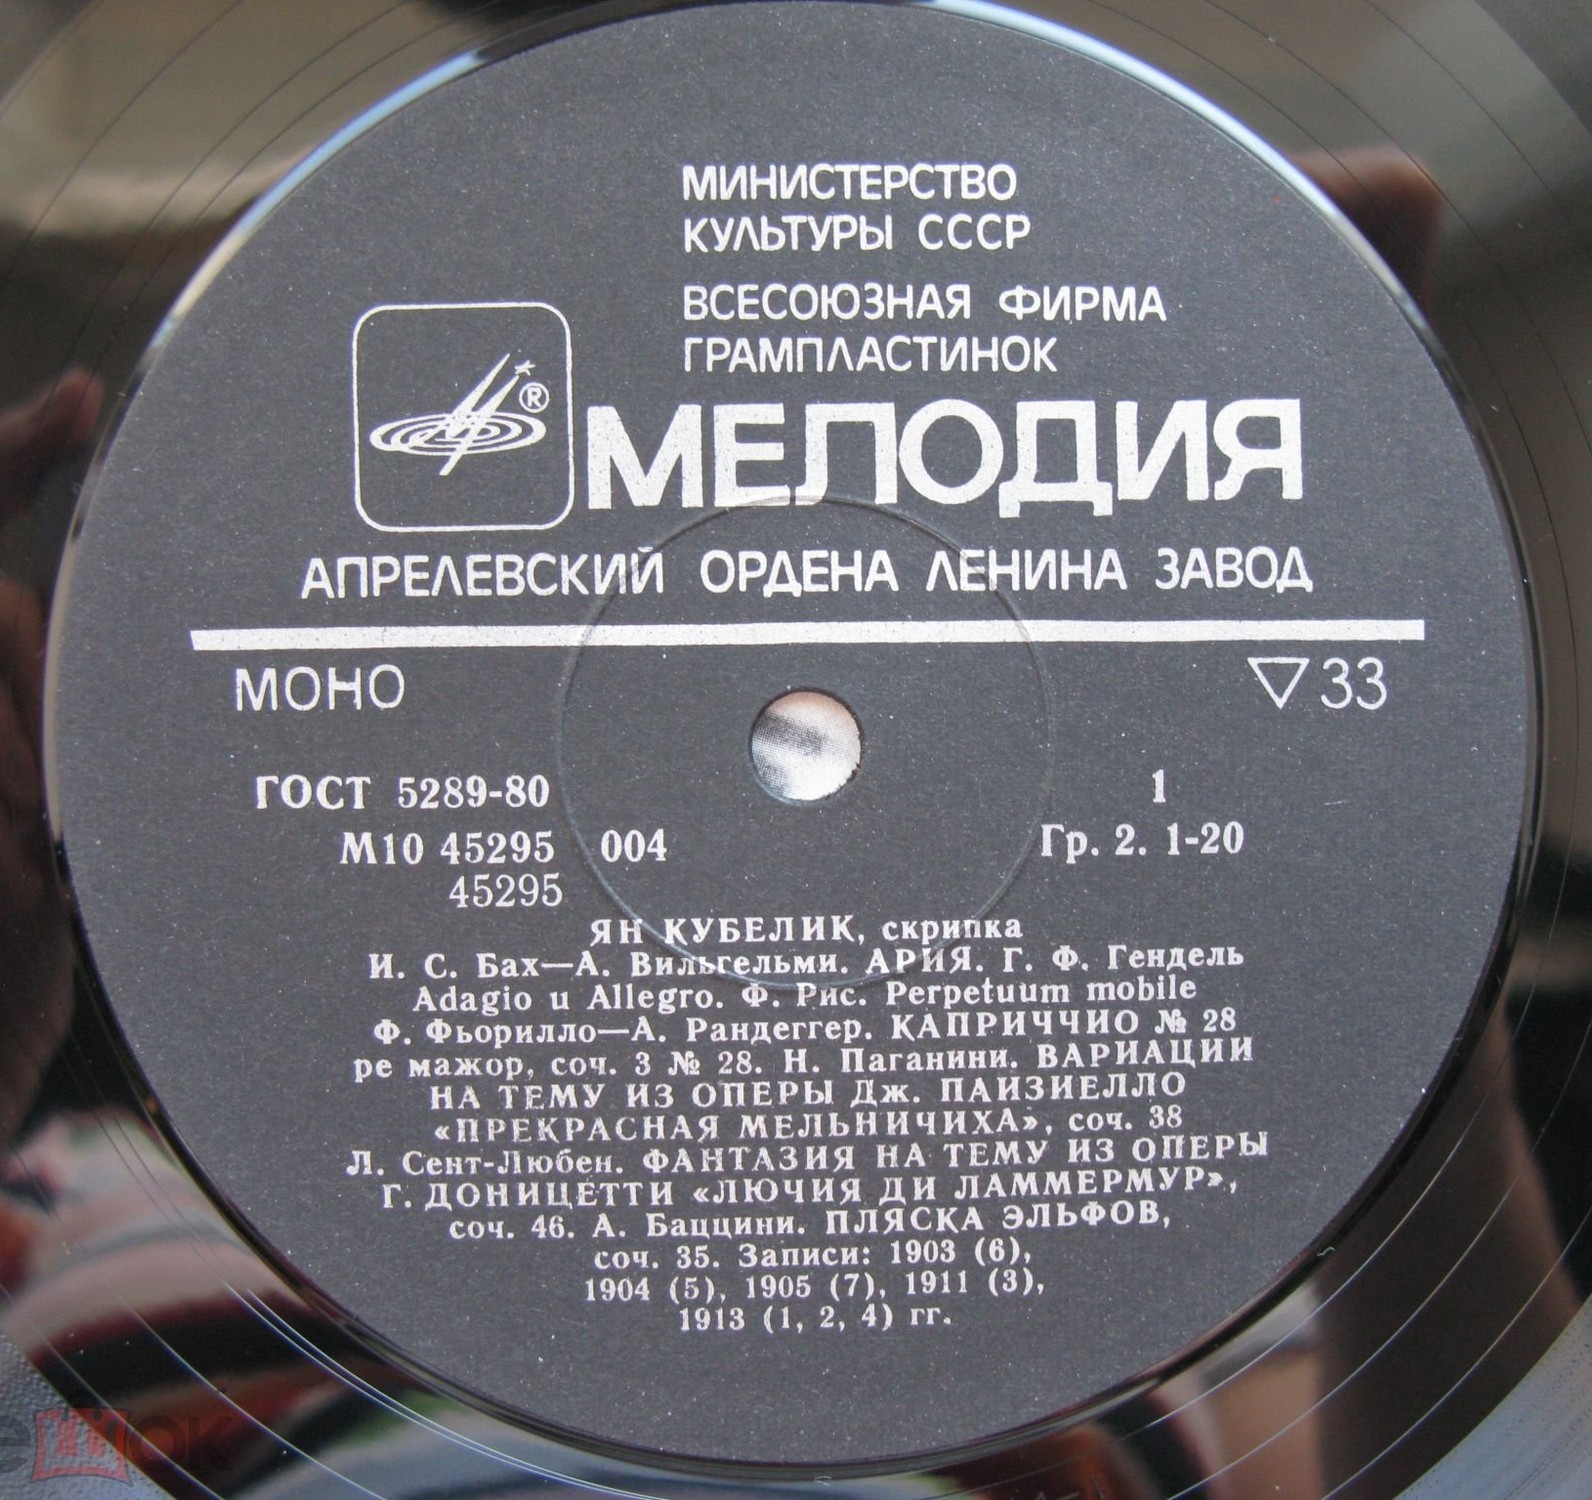 МИНИСТЕРСТВО
КУЛЬТУРЫ СССР
ВСЕСОЮЗНАЯ ФИРМА
ГРАМПЛАСТИНОК
®
МЕЛОДИЯ
АПРЕЛЕВСКИЙ ОРДЕНА ЛЕНИНА ЗАВОД
МОНО ▽33
ГОСТ 5289-80 1
М10 45295 004 Гр. 2. 1-20
45295
ЯН КУБЕЛИК, скрипка
И. С. Бах—А. Вильгельми. АРИЯ. Г. Ф. Гендель
Adagio и Allegro. Ф. Рис. Perpetuum mobile
Ф. Фьорилло—А. Рандеггер. КАПРИЧЧИО № 28
ре мажор, соч. 3 № 28. Н. Паганини. ВАРИАЦИИ
НА ТЕМУ ИЗ ОПЕРЫ Дж. ПАИЗИЕЛЛО
«ПРЕКРАСНАЯ МЕЛЬНИЧИХА», соч. 38
Л. Сент-Любен. ФАНТАЗИЯ НА ТЕМУ ИЗ ОПЕРЫ
Г. ДОНИЦЕТТИ «ЛЮЧИЯ ДИ ЛАММЕРМУР»,
соч. 46. А. Баццини. ПЛЯСКА ЭЛЬФОВ,
соч. 35. Записи: 1903 (6),
1904 (5), 1905 (7), 1911 (3),
1913 (1, 2, 4) гг.